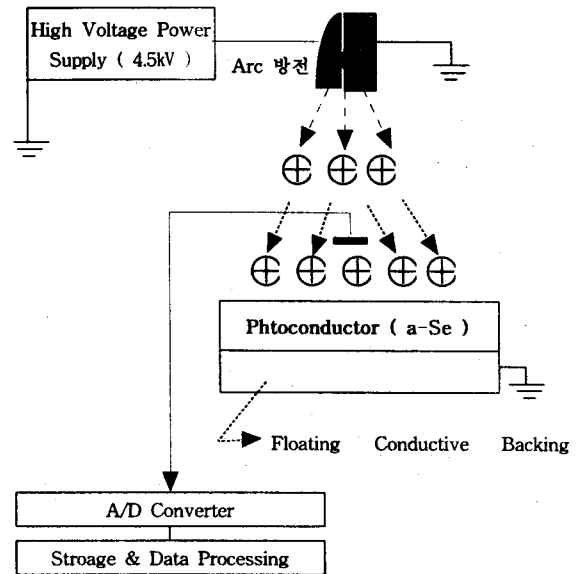 High Voltage Power
Supply ( 4.5kV )
Arc 방전
Phtoconductor ( a-Se )
Floating Conductive Backing
A/D Converter
Stroage & Data Processing